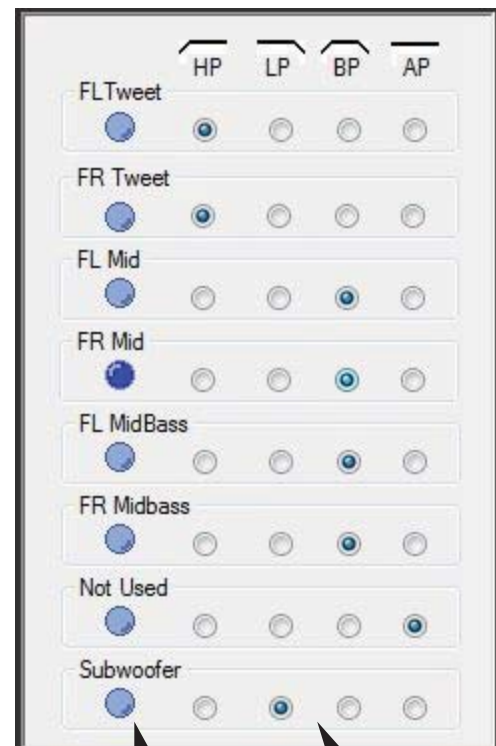 HP LP BP AP
FLTweet
FR Tweet
FL Mid
FR Mid
FL MidBass
FR Midbass
Not Used
Subwoofer